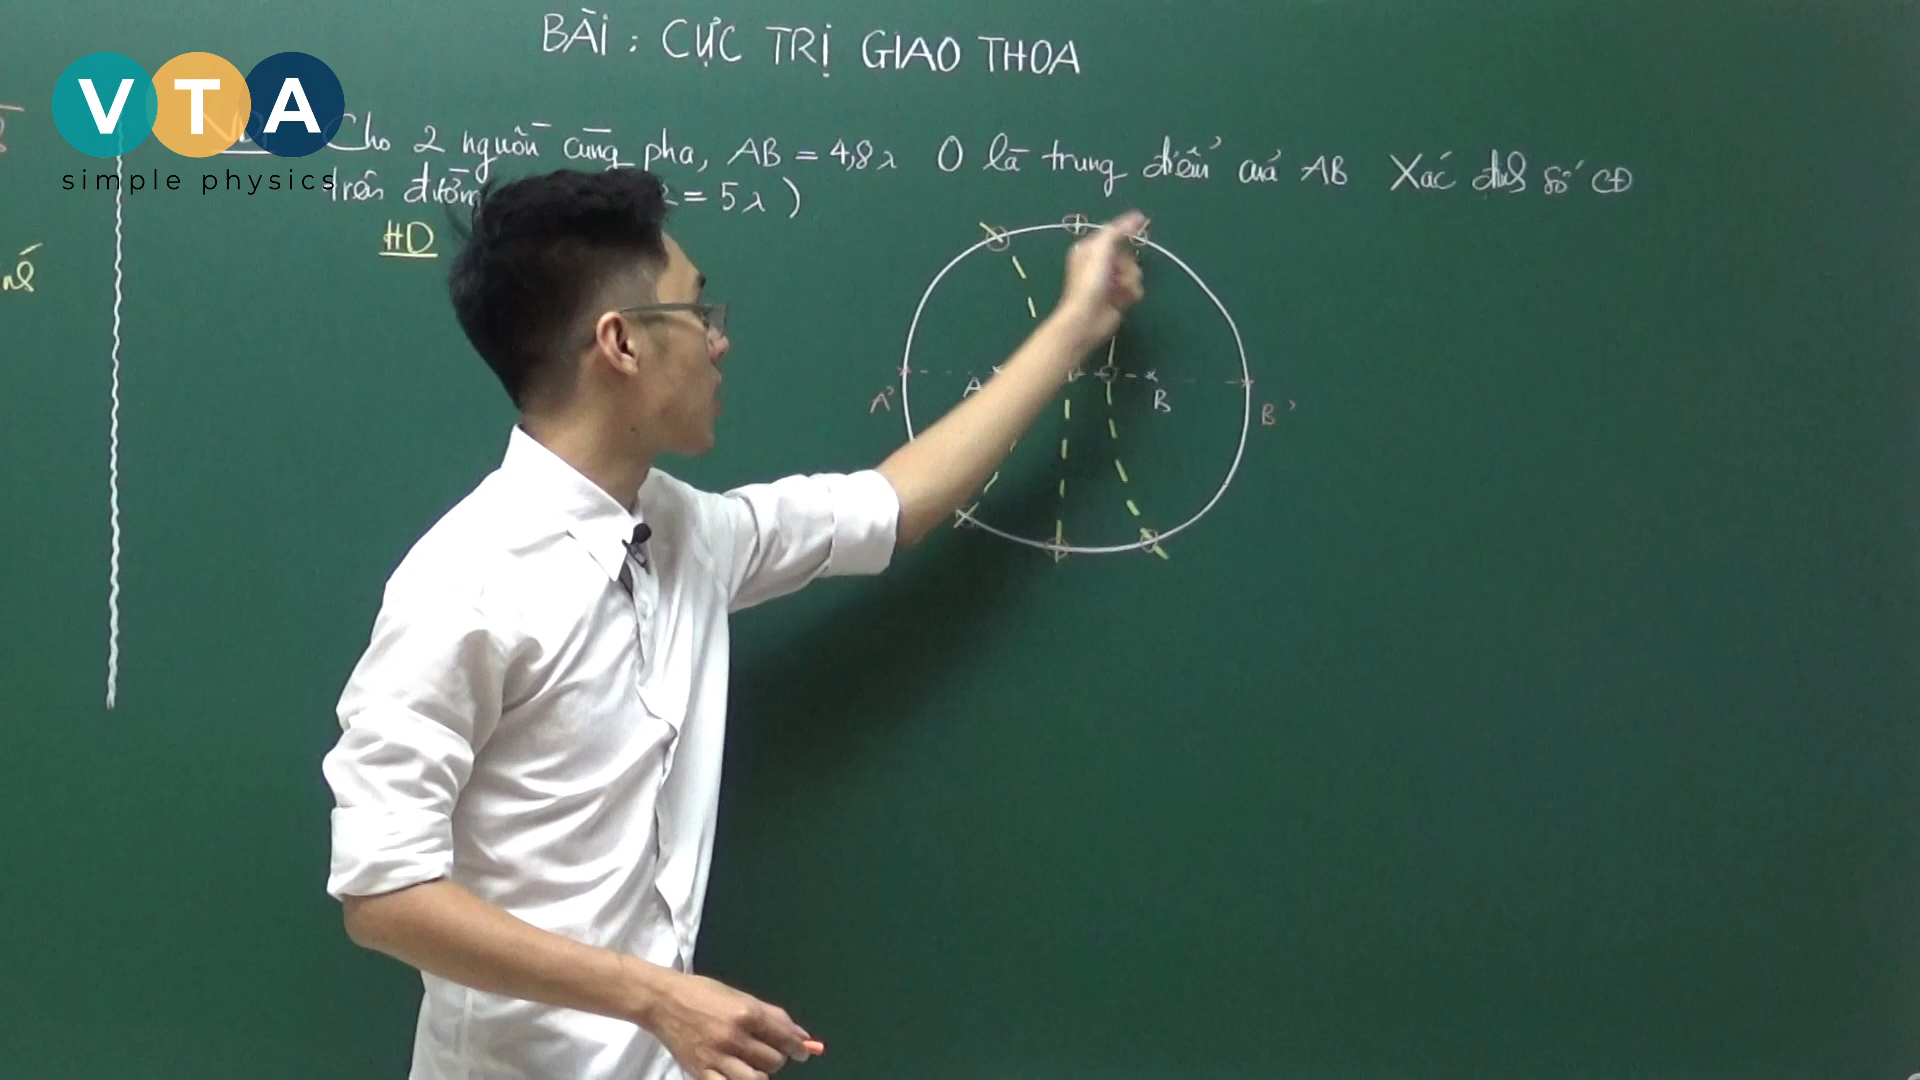 BÀI : CỰC TRỊ GIAO THOA
VTA
simple physics
Cho 2 nguồn cùng pha, AB = 4,8λ O là trung điểm của AB Xác định số CĐ
trên đường = 5λ )
HD
A' A B B'